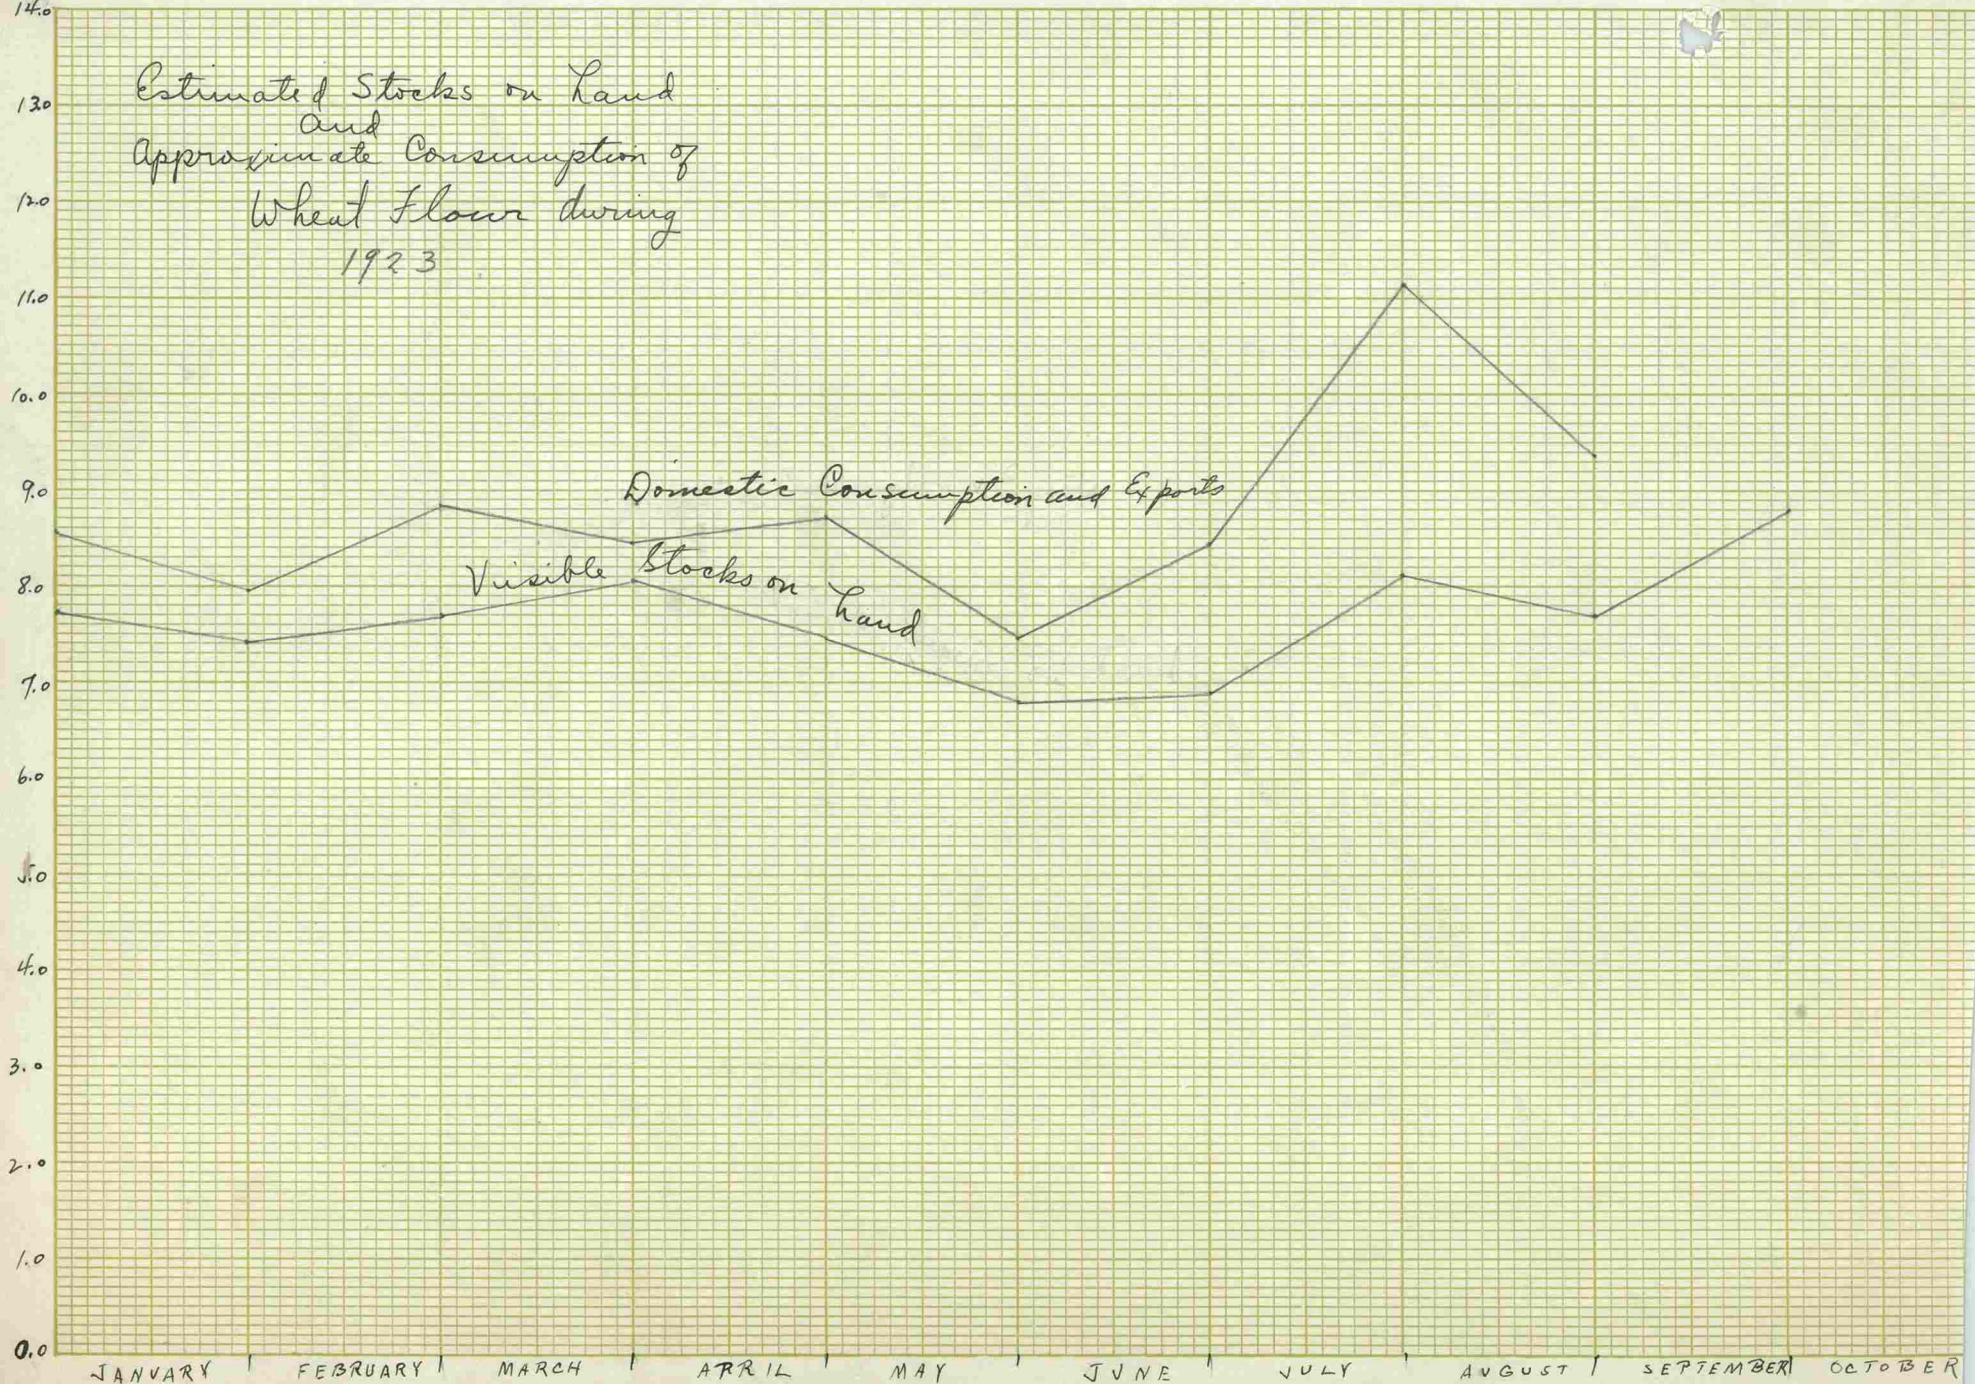 14.0
Estimated Stocks on hand
13.0
and
Approximate Consumption of
12.0
Wheat Flour during
1923
11.0
10.0
9.0
Domestic Consumption and Exports
Visible Stocks on hand
8.0
7.0
6.0
5.0
4.0
3.0
2.0
1.0
0.0
JANUARY FEBRUARY MARCH APRIL MAY JUNE JULY AUGUST SEPTEMBER OCTOBER